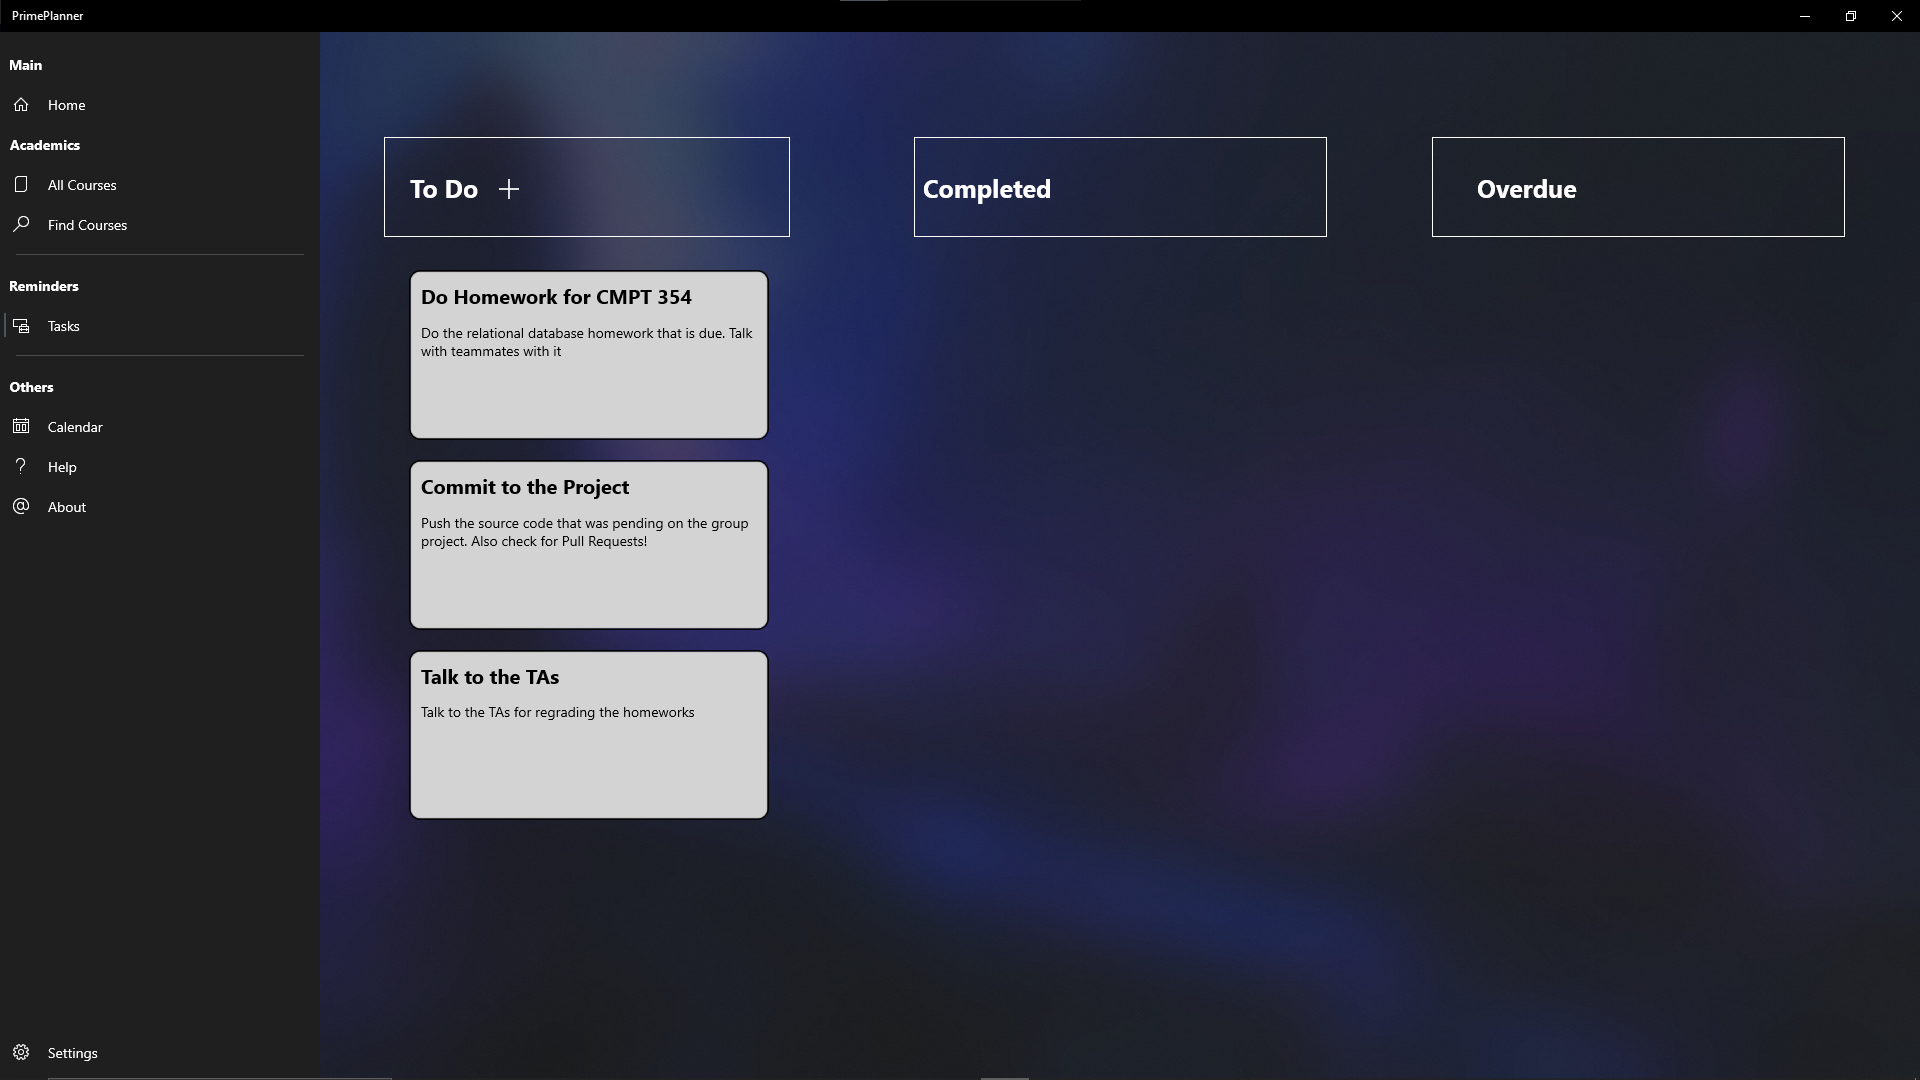 PrimePlanner
Main
Home
Academics
All Courses
Find Courses
Reminders
Tasks
Others
Calendar
Help
About
Settings
To Do
Do Homework for CMPT 354
Do the relational database homework that is due. Talk
with teammates with it
Commit to the Project
Push the source code that was pending on the group
project. Also check for Pull Requests!
Talk to the TAs
Talk to the TAs for regrading the homeworks
Completed
Overdue